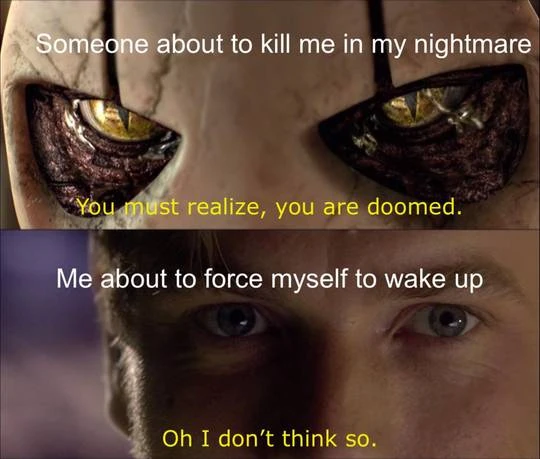 Someone about to kill me in my nightmare
You must realize, you are doomed.
Me about to force myself to wake up
Oh I don't think so.